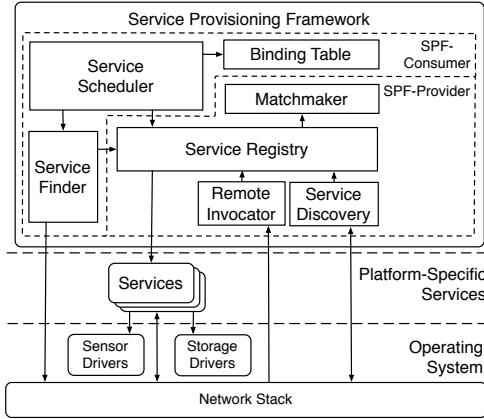 Service Provisioning Framework
Service
Scheduler
Binding Table
SPF-
Consumer
Matchmaker
SPF-Provider
Service
Finder
Service Registry
Remote
Invocator
Service
Discovery
Services
Platform-Specific
Services
Sensor
Drivers
Storage
Drivers
Operating
System
Network Stack